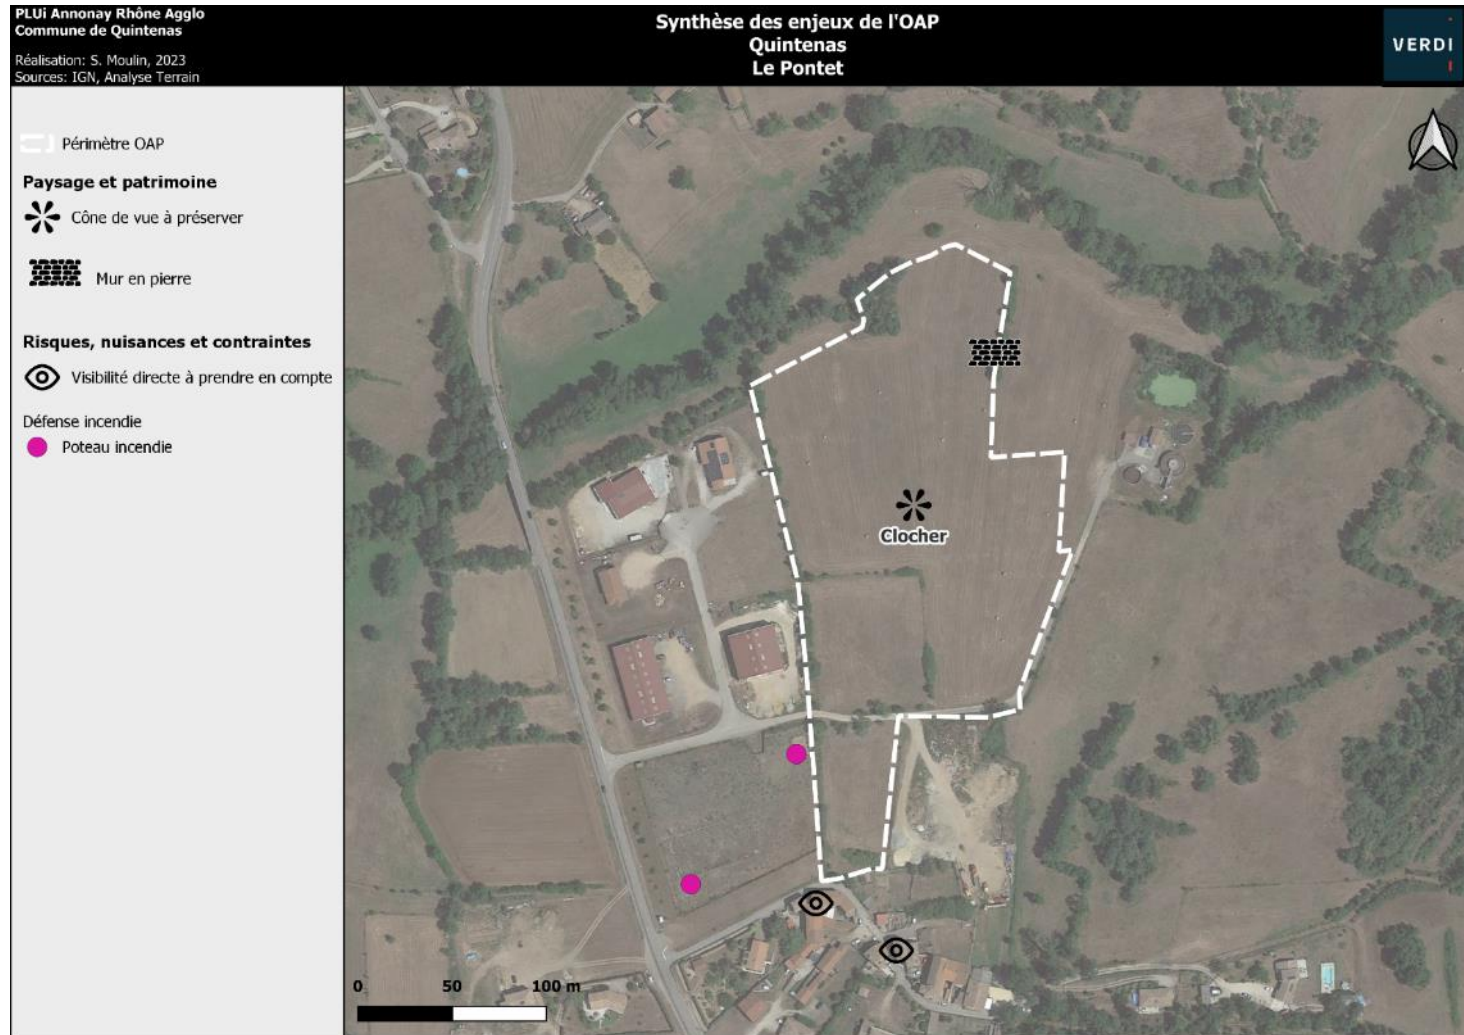 PLUi Annonay Rhône Agglo
Commune de Quintenas
Réalisation: S. Moulin, 2023
Sources: IGN, Analyse Terrain
Synthèse des enjeux de l'OAP
Quintenas
Le Pontet
VERDI
Périmètre OAP
Paysage et patrimoine
Cône de vue à préserver
Mur en pierre
Risques, nuisances et contraintes
Visibilité directe à prendre en compte
Défense incendie
Poteau incendie
Clocher
0 50 100 m